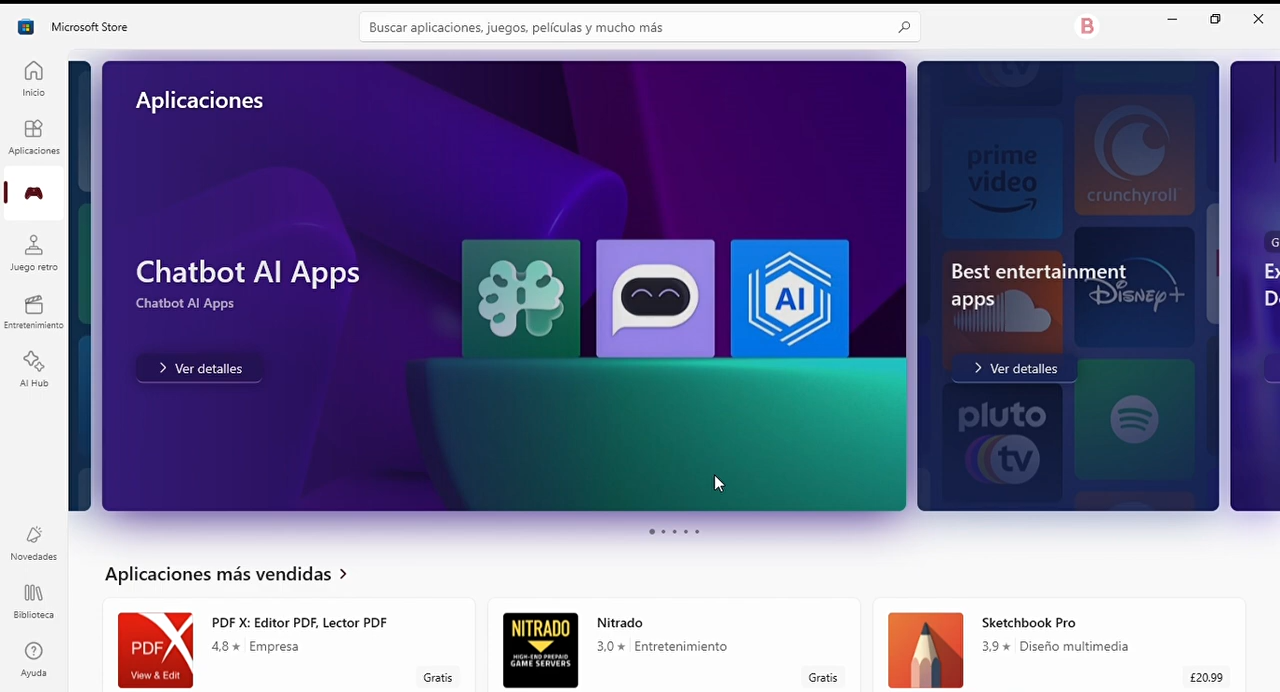 Microsoft Store
Buscar aplicaciones, juegos, películas y mucho más
B
Inicio
Aplicaciones
Juego retro
Entretenimiento
AI Hub
Novedades
Biblioteca
Ayuda
Aplicaciones
Chatbot AI Apps
Chatbot AI Apps
Ver detalles
AI
tv
prime
video
crunchyroll
Best entertainment
apps
Disney+
Ver detalles
pluto
tv
G
Ex
D
Aplicaciones más vendidas
PDF
View & Edit
PDF X: Editor PDF, Lector PDF
4,8 ★ Empresa
Gratis
NITRADO
HIGH-END PREPAID
GAME SERVERS
Nitrado
3,0 ★ Entretenimiento
Gratis
Sketchbook Pro
3,9 ★ Diseño multimedia
£20.99